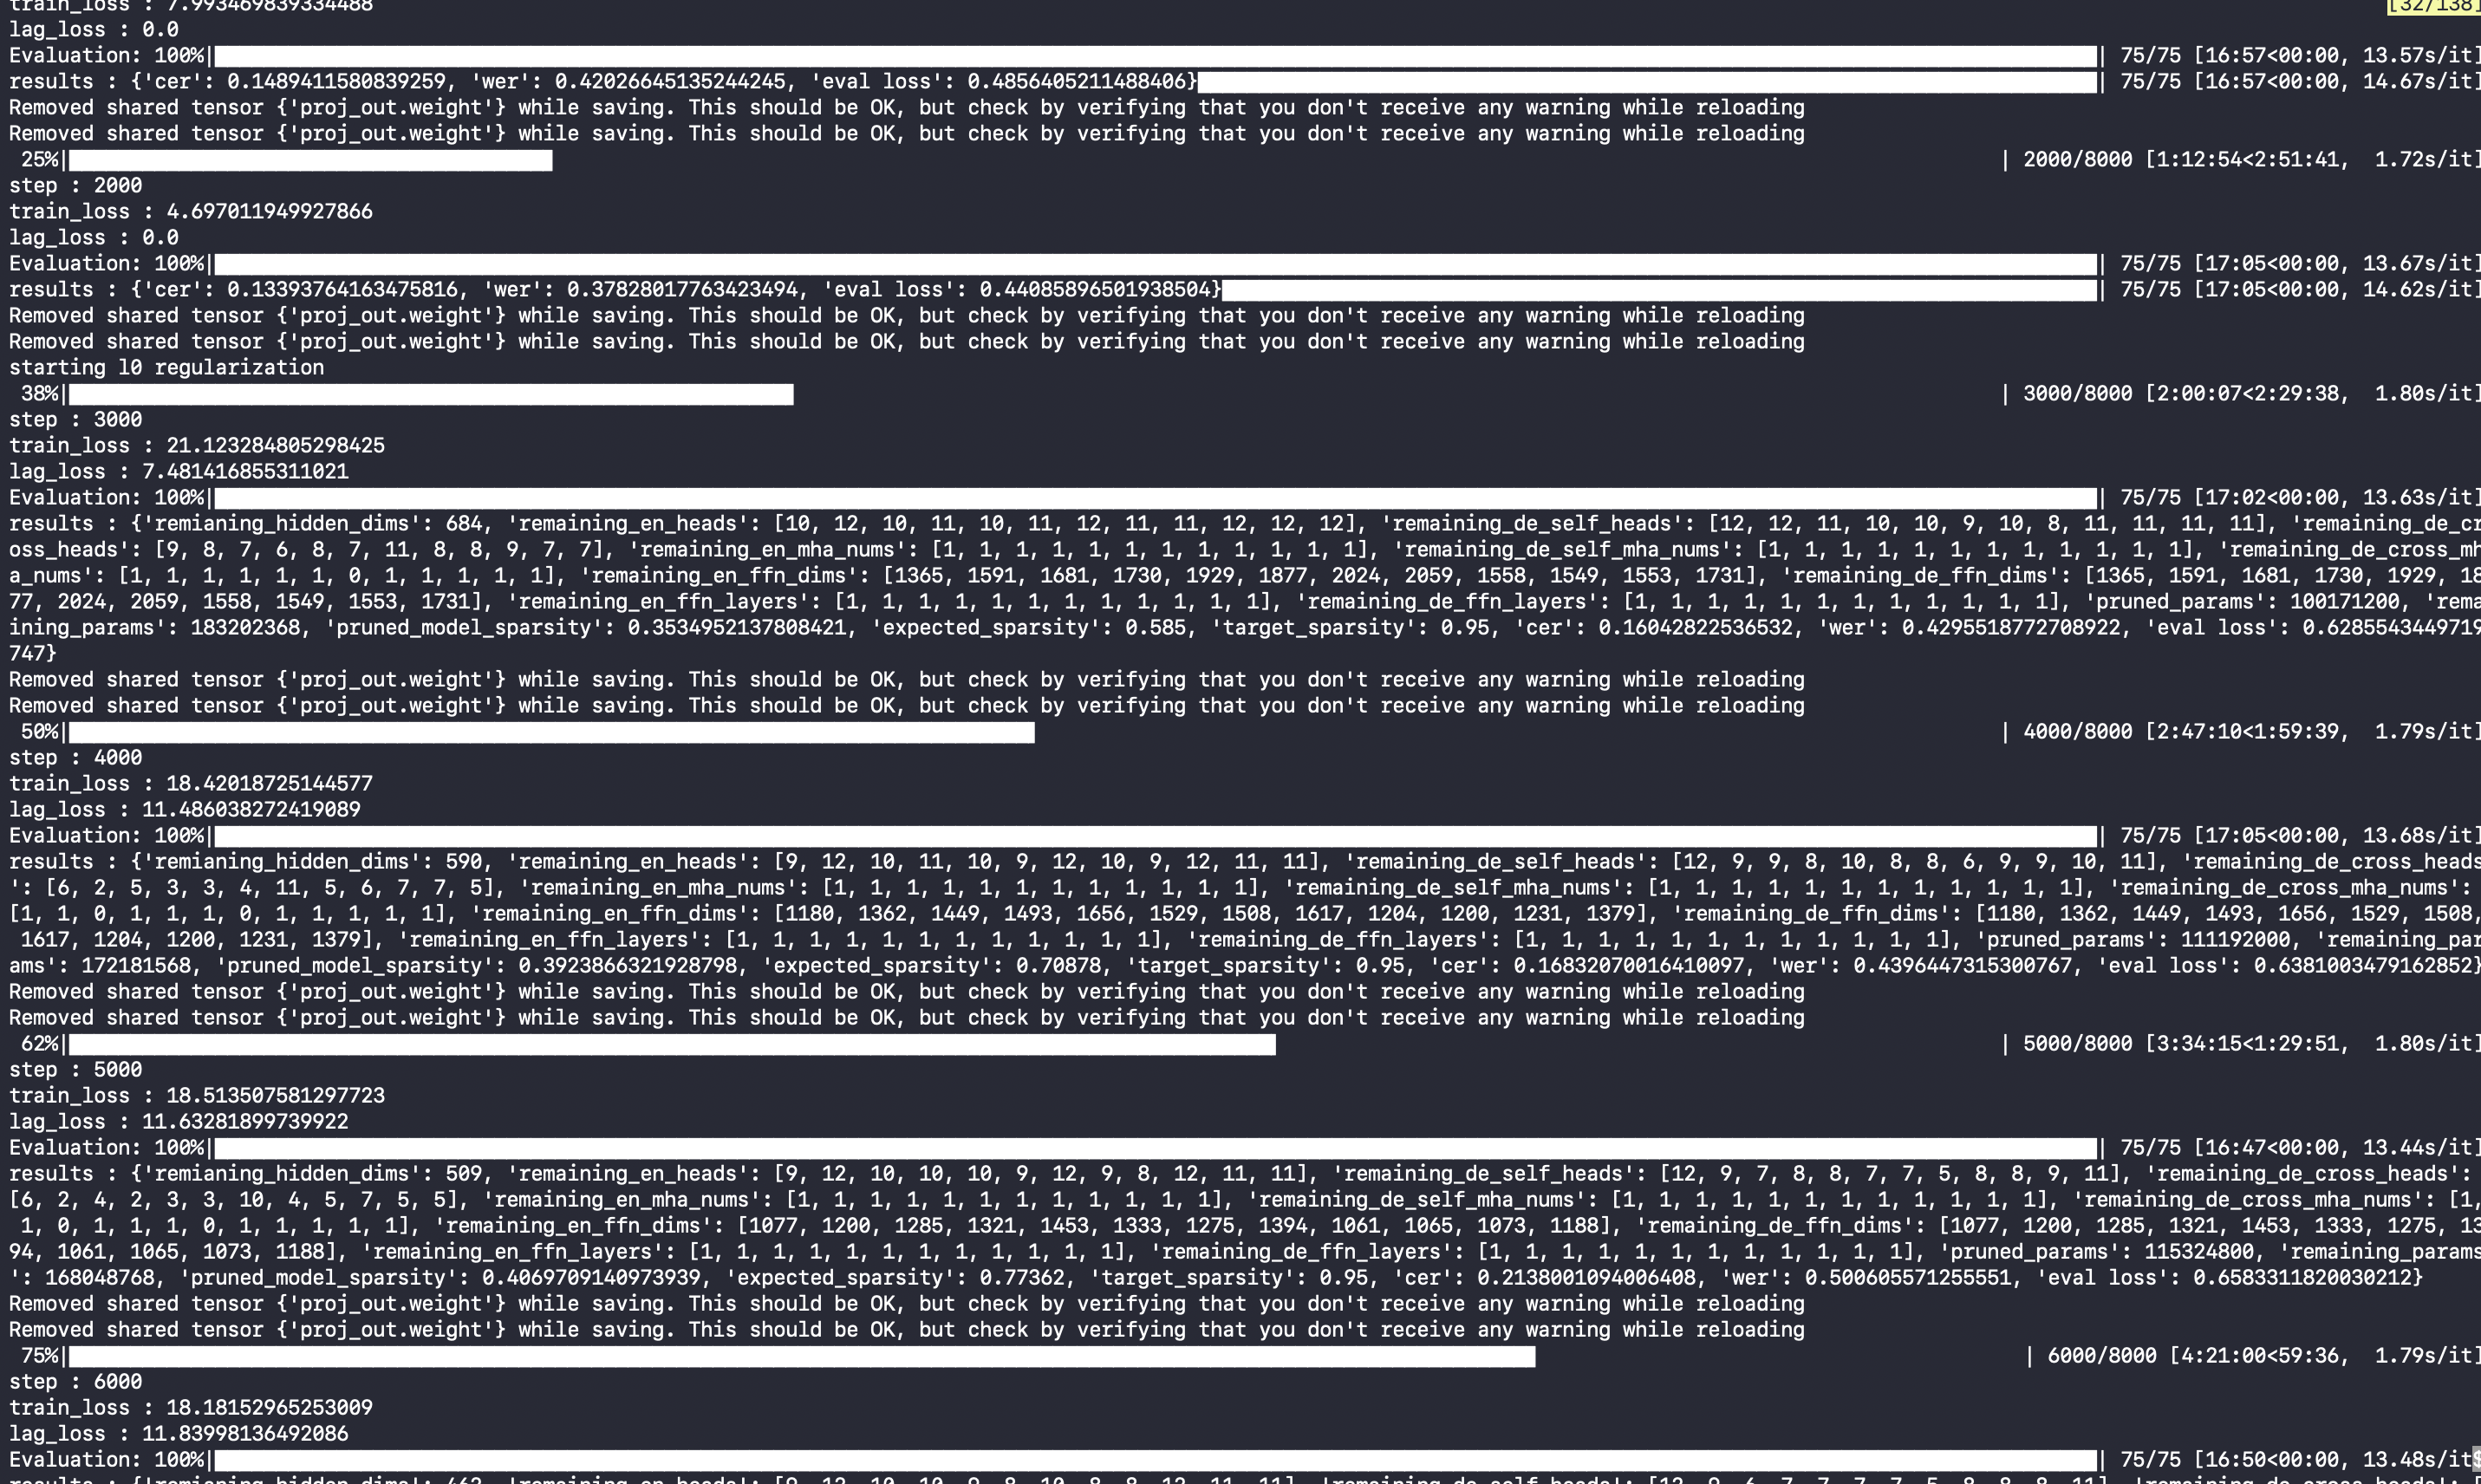 train_loss : 7.993469839334488 [32/138]
lag_loss : 0.0
Evaluation: 100%| | 75/75 [16:57<00:00, 13.57s/it]
results : {'cer': 0.1489411580839259, 'wer': 0.42026645135244245, 'eval loss': 0.4856405211488406} | 75/75 [16:57<00:00, 14.67s/it]
Removed shared tensor {'proj_out.weight'} while saving. This should be OK, but check by verifying that you don't receive any warning while reloading
Removed shared tensor {'proj_out.weight'} while saving. This should be OK, but check by verifying that you don't receive any warning while reloading
25%| | 2000/8000 [1:12:54<2:51:41, 1.72s/it]
step : 2000
train_loss : 4.697011949927866
lag_loss : 0.0
Evaluation: 100%| | 75/75 [17:05<00:00, 13.67s/it]
results : {'cer': 0.13393764163475816, 'wer': 0.37828017763423494, 'eval loss': 0.44085896501938504} | 75/75 [17:05<00:00, 14.62s/it]
Removed shared tensor {'proj_out.weight'} while saving. This should be OK, but check by verifying that you don't receive any warning while reloading
Removed shared tensor {'proj_out.weight'} while saving. This should be OK, but check by verifying that you don't receive any warning while reloading
starting l0 regularization
38%| | 3000/8000 [2:00:07<2:29:38, 1.80s/it]
step : 3000
train_loss : 21.123284805298425
lag_loss : 7.481416855311021
Evaluation: 100%| | 75/75 [17:02<00:00, 13.63s/it]
results : {'remianing_hidden_dims': 684, 'remaining_en_heads': [10, 12, 10, 11, 10, 11, 12, 11, 11, 12, 12, 12], 'remaining_de_self_heads': [12, 12, 11, 10, 10, 9, 10, 8, 11, 11, 11, 11], 'remaining_de_cr
oss_heads': [9, 8, 7, 6, 8, 7, 11, 8, 8, 9, 7, 7], 'remaining_en_mha_nums': [1, 1, 1, 1, 1, 1, 1, 1, 1, 1, 1, 1], 'remaining_de_self_mha_nums': [1, 1, 1, 1, 1, 1, 1, 1, 1, 1, 1, 1], 'remaining_de_cross_mh
a_nums': [1, 1, 1, 1, 1, 1, 0, 1, 1, 1, 1, 1], 'remaining_en_ffn_dims': [1365, 1591, 1681, 1730, 1929, 1877, 2024, 2059, 1558, 1549, 1553, 1731], 'remaining_de_ffn_dims': [1365, 1591, 1681, 1730, 1929, 18
77, 2024, 2059, 1558, 1549, 1553, 1731], 'remaining_en_ffn_layers': [1, 1, 1, 1, 1, 1, 1, 1, 1, 1, 1, 1], 'remaining_de_ffn_layers': [1, 1, 1, 1, 1, 1, 1, 1, 1, 1, 1, 1], 'pruned_params': 100171200, 'rema
ining_params': 183202368, 'pruned_model_sparsity': 0.3534952137808421, 'expected_sparsity': 0.585, 'target_sparsity': 0.95, 'cer': 0.16042822536532, 'wer': 0.4295518772708922, 'eval loss': 0.6285543449719
747}
Removed shared tensor {'proj_out.weight'} while saving. This should be OK, but check by verifying that you don't receive any warning while reloading
Removed shared tensor {'proj_out.weight'} while saving. This should be OK, but check by verifying that you don't receive any warning while reloading
50%| | 4000/8000 [2:47:10<1:59:39, 1.79s/it]
step : 4000
train_loss : 18.42018725144577
lag_loss : 11.486038272419089
Evaluation: 100%| | 75/75 [17:05<00:00, 13.68s/it]
results : {'remianing_hidden_dims': 590, 'remaining_en_heads': [9, 12, 10, 11, 10, 9, 12, 10, 9, 12, 11, 11], 'remaining_de_self_heads': [12, 9, 9, 8, 10, 8, 8, 6, 9, 9, 10, 11], 'remaining_de_cross_heads
': [6, 2, 5, 3, 3, 4, 11, 5, 6, 7, 7, 5], 'remaining_en_mha_nums': [1, 1, 1, 1, 1, 1, 1, 1, 1, 1, 1, 1], 'remaining_de_self_mha_nums': [1, 1, 1, 1, 1, 1, 1, 1, 1, 1, 1, 1], 'remaining_de_cross_mha_nums':
[1, 1, 0, 1, 1, 1, 0, 1, 1, 1, 1, 1], 'remaining_en_ffn_dims': [1180, 1362, 1449, 1493, 1656, 1529, 1508, 1617, 1204, 1200, 1231, 1379], 'remaining_de_ffn_dims': [1180, 1362, 1449, 1493, 1656, 1529, 1508,
1617, 1204, 1200, 1231, 1379], 'remaining_en_ffn_layers': [1, 1, 1, 1, 1, 1, 1, 1, 1, 1, 1, 1], 'remaining_de_ffn_layers': [1, 1, 1, 1, 1, 1, 1, 1, 1, 1, 1, 1], 'pruned_params': 111192000, 'remaining_par
ams': 172181568, 'pruned_model_sparsity': 0.3923866321928798, 'expected_sparsity': 0.70878, 'target_sparsity': 0.95, 'cer': 0.16832070016410097, 'wer': 0.4396447315300767, 'eval loss': 0.6381003479162852}
Removed shared tensor {'proj_out.weight'} while saving. This should be OK, but check by verifying that you don't receive any warning while reloading
Removed shared tensor {'proj_out.weight'} while saving. This should be OK, but check by verifying that you don't receive any warning while reloading
62%| | 5000/8000 [3:34:15<1:29:51, 1.80s/it]
step : 5000
train_loss : 18.513507581297723
lag_loss : 11.63281899739922
Evaluation: 100%| | 75/75 [16:47<00:00, 13.44s/it]
results : {'remianing_hidden_dims': 509, 'remaining_en_heads': [9, 12, 10, 10, 10, 9, 12, 9, 8, 12, 11, 11], 'remaining_de_self_heads': [12, 9, 7, 8, 8, 7, 7, 5, 8, 8, 9, 11], 'remaining_de_cross_heads':
[6, 2, 4, 2, 3, 3, 10, 4, 5, 7, 5, 5], 'remaining_en_mha_nums': [1, 1, 1, 1, 1, 1, 1, 1, 1, 1, 1, 1], 'remaining_de_self_mha_nums': [1, 1, 1, 1, 1, 1, 1, 1, 1, 1, 1, 1], 'remaining_de_cross_mha_nums': [1,
1, 0, 1, 1, 1, 0, 1, 1, 1, 1, 1], 'remaining_en_ffn_dims': [1077, 1200, 1285, 1321, 1453, 1333, 1275, 1394, 1061, 1065, 1073, 1188], 'remaining_de_ffn_dims': [1077, 1200, 1285, 1321, 1453, 1333, 1275, 13
94, 1061, 1065, 1073, 1188], 'remaining_en_ffn_layers': [1, 1, 1, 1, 1, 1, 1, 1, 1, 1, 1, 1], 'remaining_de_ffn_layers': [1, 1, 1, 1, 1, 1, 1, 1, 1, 1, 1, 1], 'pruned_params': 115324800, 'remaining_params
': 168048768, 'pruned_model_sparsity': 0.4069709140973939, 'expected_sparsity': 0.77362, 'target_sparsity': 0.95, 'cer': 0.2138001094006408, 'wer': 0.500605571255551, 'eval loss': 0.6583311820030212}
Removed shared tensor {'proj_out.weight'} while saving. This should be OK, but check by verifying that you don't receive any warning while reloading
Removed shared tensor {'proj_out.weight'} while saving. This should be OK, but check by verifying that you don't receive any warning while reloading
75%| | 6000/8000 [4:21:00<59:36, 1.79s/it]
step : 6000
train_loss : 18.18152965253009
lag_loss : 11.83998136492086
Evaluation: 100%| | 75/75 [16:50<00:00, 13.48s/it